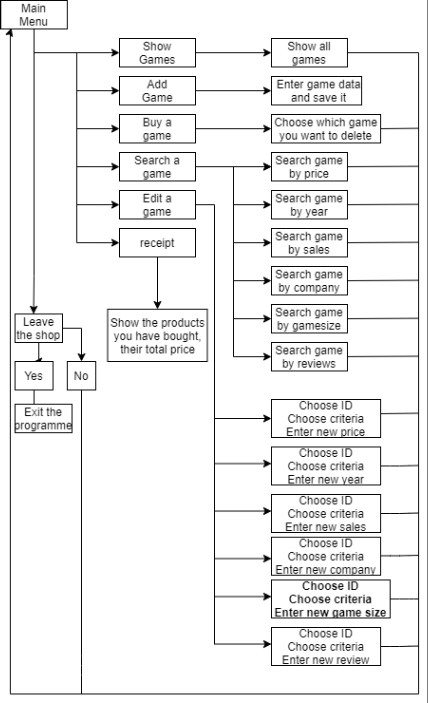 Main
Menu
Show
Games
Show all
games
Add
Game
Enter game data
and save it
Buy a
game
Choose which game
you want to delete
Search a
game
Search game
by price
Edit a
game
Search game
by year
receipt
Search game
by sales
Search game
by company
Show the products
you have bought,
their total price
Search game
by gamesize
Leave
the shop
Search game
by reviews
Yes
No
Exit the
programme
Choose ID
Choose criteria
Enter new price
Choose ID
Choose criteria
Enter new year
Choose ID
Choose criteria
Enter new sales
Choose ID
Choose criteria
Enter new company
Choose ID
Choose criteria
Enter new game size
Choose ID
Choose criteria
Enter new review